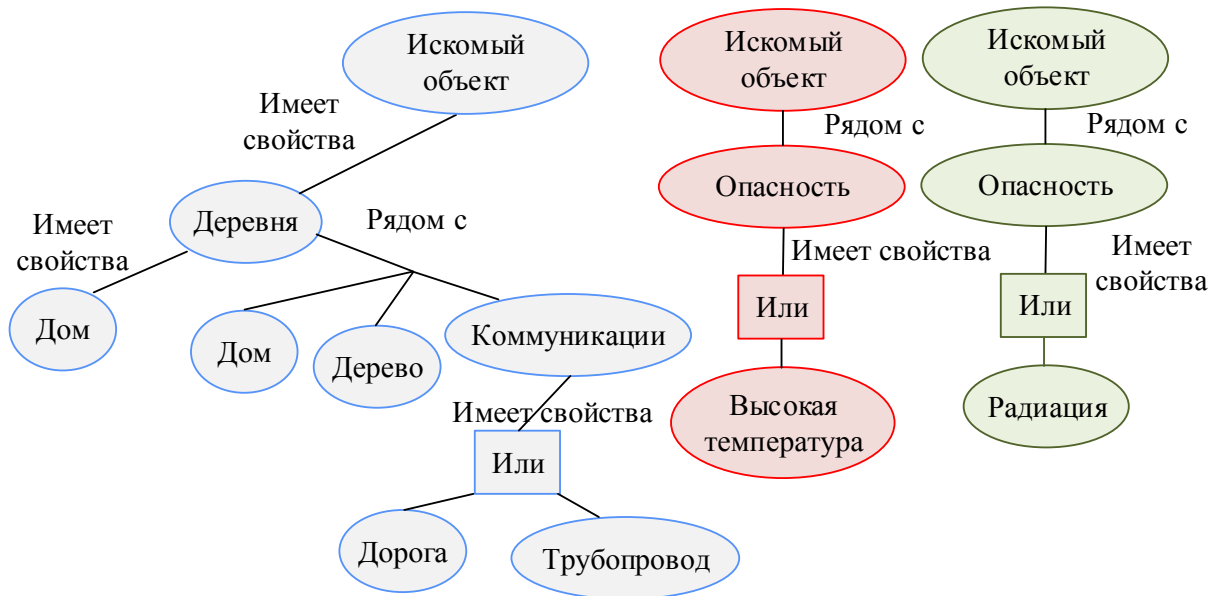 Искомый
объект
Имеет
свойства
Деревня
Имеет
свойства
Рядом с
Дом
Дом
Дерево
Коммуникации
Имеет свойства
Или
Дорога
Трубопровод
Искомый
объект
Рядом с
Опасность
Имеет свойства
Или
Высокая
температура
Искомый
объект
Рядом с
Опасность
Имеет
свойства
Или
Радиация